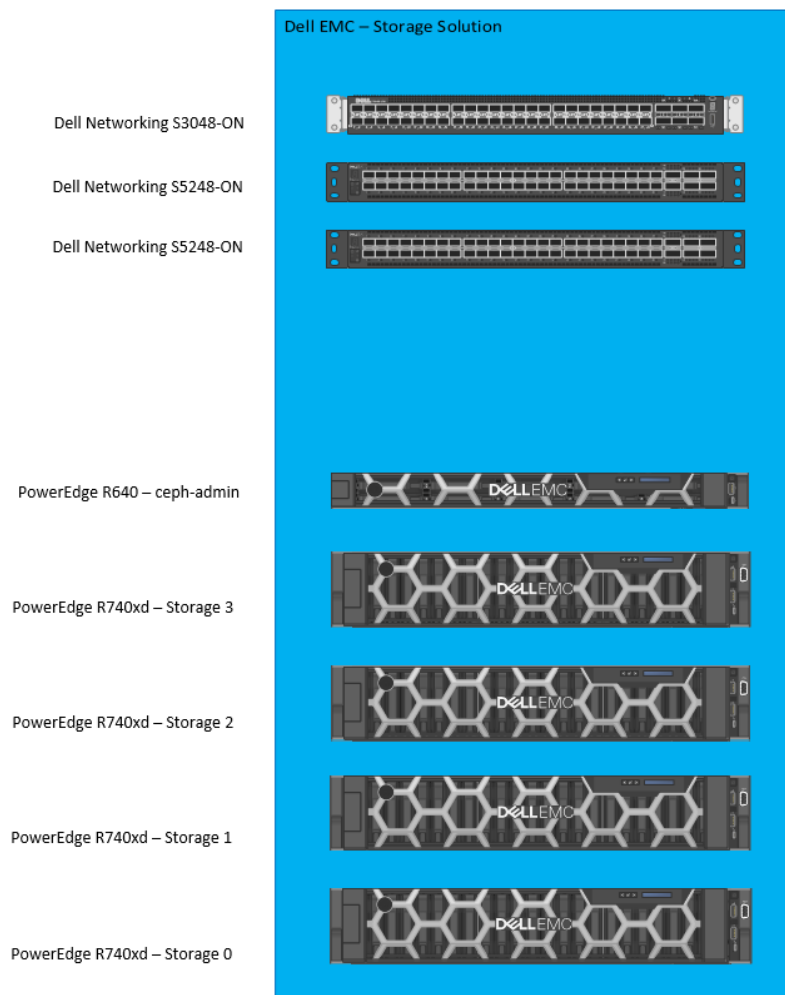 Dell EMC – Storage Solution
Dell Networking S3048-ON
Dell Networking S5248-ON
Dell Networking S5248-ON
PowerEdge R640 – ceph-admin
DELLEMC
PowerEdge R740xd – Storage 3
DELLEMC
PowerEdge R740xd – Storage 2
DELLEMC
PowerEdge R740xd – Storage 1
DELLEMC
PowerEdge R740xd – Storage 0
DELLEMC